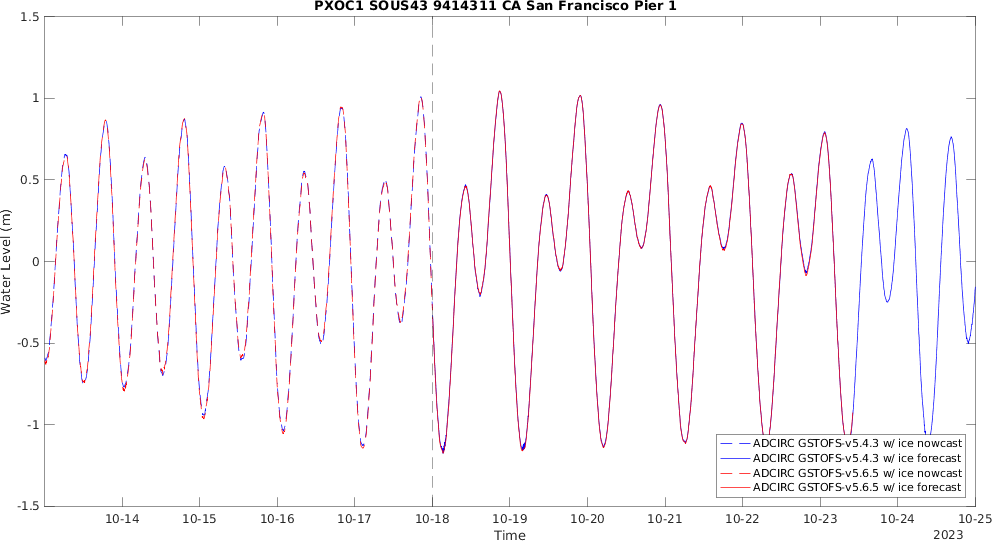 PXOC1 SOUS43 9414311 CA San Francisco Pier 1
1.5
1
0.5
0
-0.5
-1
-1.5
Water Level (m)
ADCIRC GSTOFS-v5.4.3 w/ ice nowcast
ADCIRC GSTOFS-v5.4.3 w/ ice forecast
ADCIRC GSTOFS-v5.6.5 w/ ice nowcast
ADCIRC GSTOFS-v5.6.5 w/ ice forecast
10-14 10-15 10-16 10-17 10-18 10-19 10-20 10-21 10-22 10-23 10-24 10-25
Time
2023